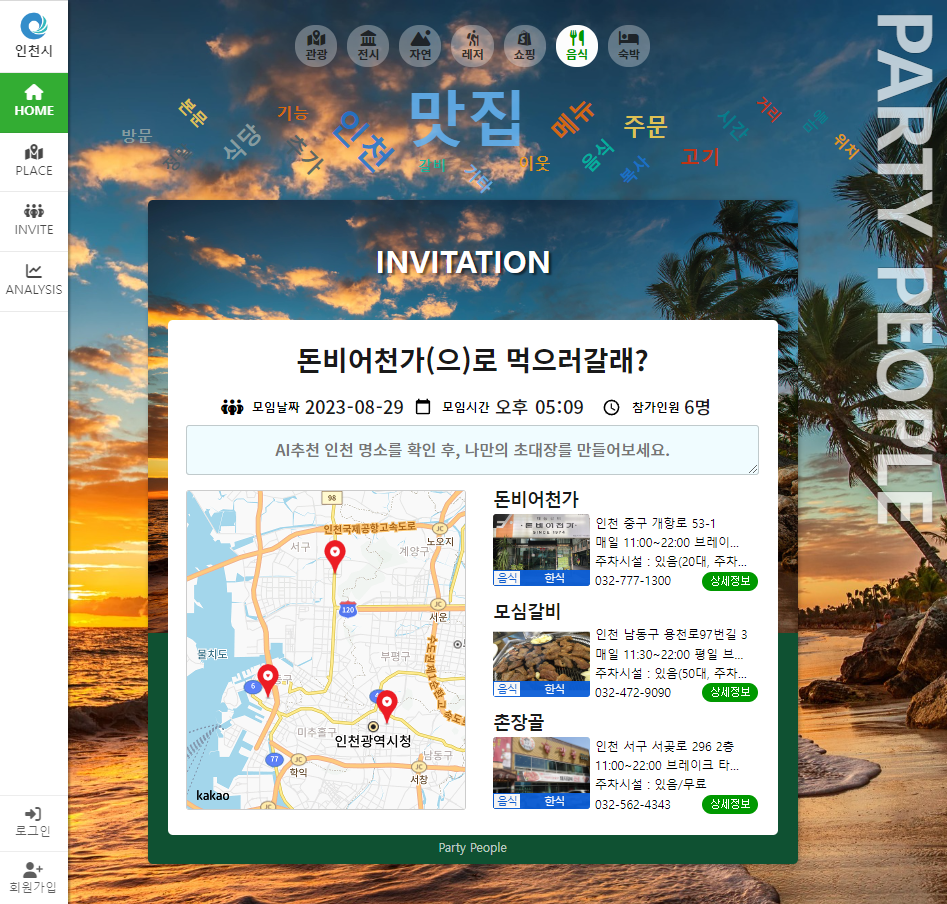 인천시
HOME
PLACE
INVITE
ANALYSIS
로그인
회원가입
관광 전시 자연 레저 쇼핑 음식 숙박
맛집
인천
메뉴
주문
고기
음식
이웃
복사
기능
본문
방문
식당
시간
거리
마을
위치
PARTY PEOPLE
INVITATION
돈비어천가(으)로 먹으러갈래?
모임날짜 2023-08-29 모임시간 오후 05:09 참가인원 6명
AI추천 인천 명소를 확인 후, 나만의 초대장을 만들어보세요.
98
인천국제공항고속도로
JC
노오지
서구
계양구
120
JC
서운
수도권제1순환고속도
물치도
부평구
6
인천광역시청
미추홀구
77
JC
학익
남동구
JC
서창
JC
kakao
돈비어천가
돈비어천가
SINCE 1974
음식 한식
인천 중구 개항로 53-1
매일 11:00~22:00 브레이...
주차시설 : 있음(20대, 주차...
032-777-1300 상세정보
모심갈비
음식 한식
인천 남동구 용천로97번길 3
매일 11:30~22:00 평일 브...
주차시설 : 있음(50대, 주차...
032-472-9090 상세정보
촌장골
음식 한식
인천 서구 서곶로 296 2층
11:00~22:00 브레이크 타...
주차시설 : 있음/무료
032-562-4343 상세정보
Party People